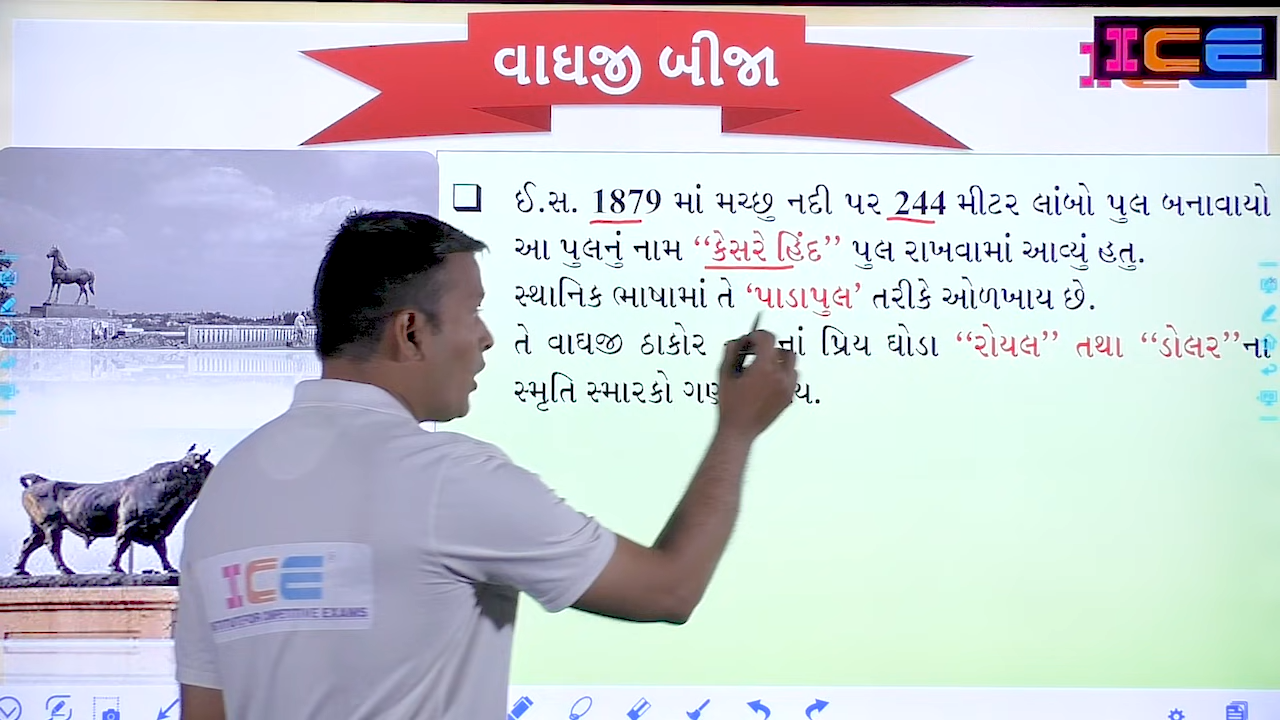 વાઘજી બીજા
ICE
ઈ.સ. 1879 માં મચ્છુ નદી પર 244 મીટર લાંબો પુલ બનાવાયો
આ પુલનું નામ “કેસરે હિંદ” પુલ રાખવામાં આવ્યું હતુ.
સ્થાનિક ભાષામાં તે ‘પાડાપુલ’ તરીકે ઓળખાય છે.
તે વાઘજી ઠાકોર પ્રિય ઘોડા “રોયલ” તથા “ડોલર”ના
સ્મૃતિ સ્મારકો
ICE
EXAMS